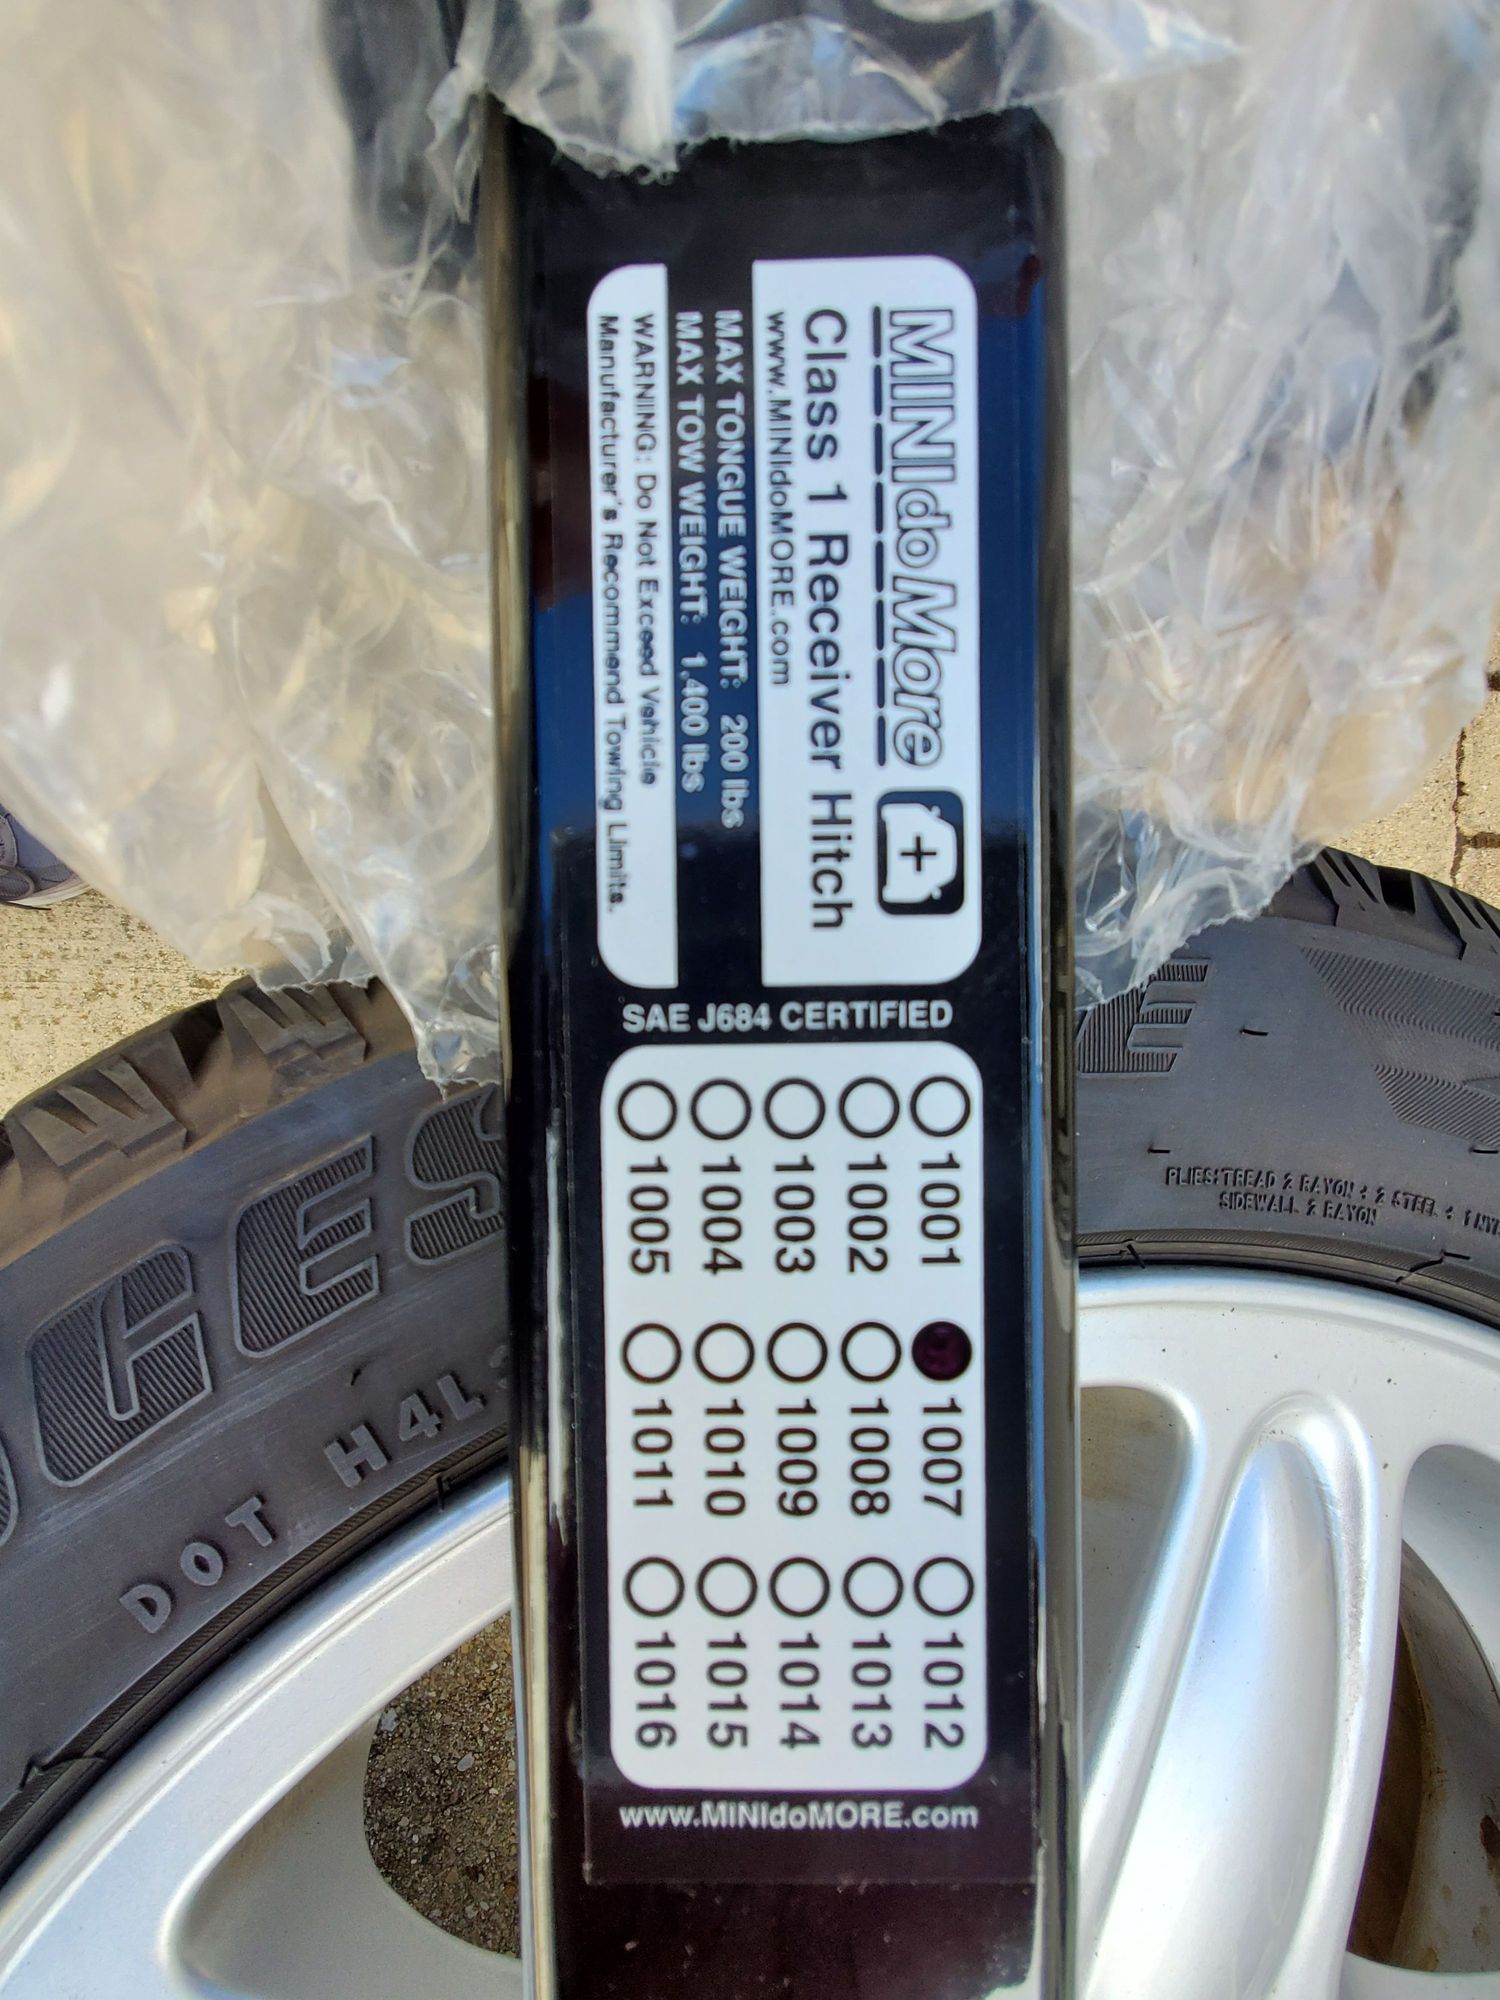 MINIdoMore
Class 1 Receiver Hitch
www.MINIdoMORE.com
MAX TONGUE WEIGHT: 200 lbs
MAX TOW WEIGHT: 1,400 lbs
WARNING: Do Not Exceed Vehicle
Manufacturer's Recommend Towing Limits.
SAE J684 CERTIFIED
1001 1007 1012
1002 1008 1013
1003 1009 1014
1004 1010 1015
1005 1011 1016
www.MINIdoMORE.com
DOT H4L
PLIES:TREAD 2 RAYON + 2 STEEL + 1
SIDEWALL 2 RAYON